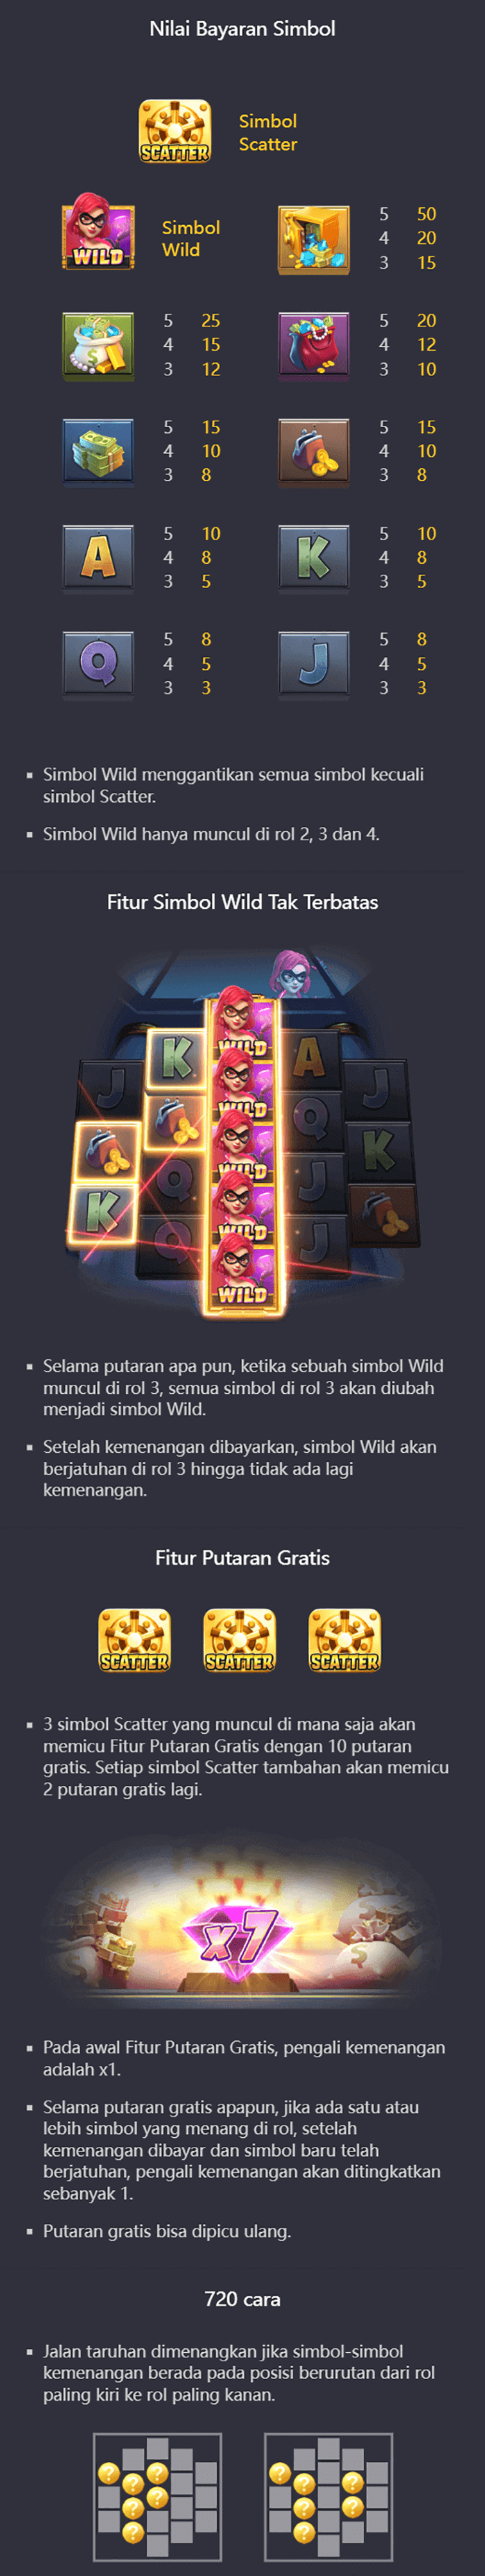 Nilai Bayaran Simbol
SCATTER
Simbol
Scatter
WILD
Simbol
Wild
5 50
4 20
3 15
5 25
4 15
3 12
5 20
4 12
3 10
5 15
4 10
3 8
5 15
4 10
3 8
A
5 10
4 8
3 5
K
5 10
4 8
3 5
Q
5 8
4 5
3 3
J
5 8
4 5
3 3
Simbol Wild menggantikan semua simbol kecuali
simbol Scatter.
Simbol Wild hanya muncul di rol 2, 3 dan 4.
Fitur Simbol Wild Tak Terbatas
J K WILD A J
WILD Q K
K Q WILD J
Q WILD J
WILD
Selama putaran apa pun, ketika sebuah simbol Wild
muncul di rol 3, semua simbol di rol 3 akan diubah
menjadi simbol Wild.
Setelah kemenangan dibayarkan, simbol Wild akan
berjatuhan di rol 3 hingga tidak ada lagi
kemenangan.
Fitur Putaran Gratis
SCATTER SCATTER SCATTER
3 simbol Scatter yang muncul di mana saja akan
memicu Fitur Putaran Gratis dengan 10 putaran
gratis. Setiap simbol Scatter tambahan akan memicu
2 putaran gratis lagi.
x7
Pada awal Fitur Putaran Gratis, pengali kemenangan
adalah x1.
Selama putaran gratis apapun, jika ada satu atau
lebih simbol yang menang di rol, setelah
kemenangan dibayar dan simbol baru telah
berjatuhan, pengali kemenangan akan ditingkatkan
sebanyak 1.
Putaran gratis bisa dipicu ulang.
720 cara
Jalan taruhan dimenangkan jika simbol-simbol
kemenangan berada pada posisi berurutan dari rol
paling kiri ke rol paling kanan.
? ? ? ? ? ?
? ? ? ? ? ?